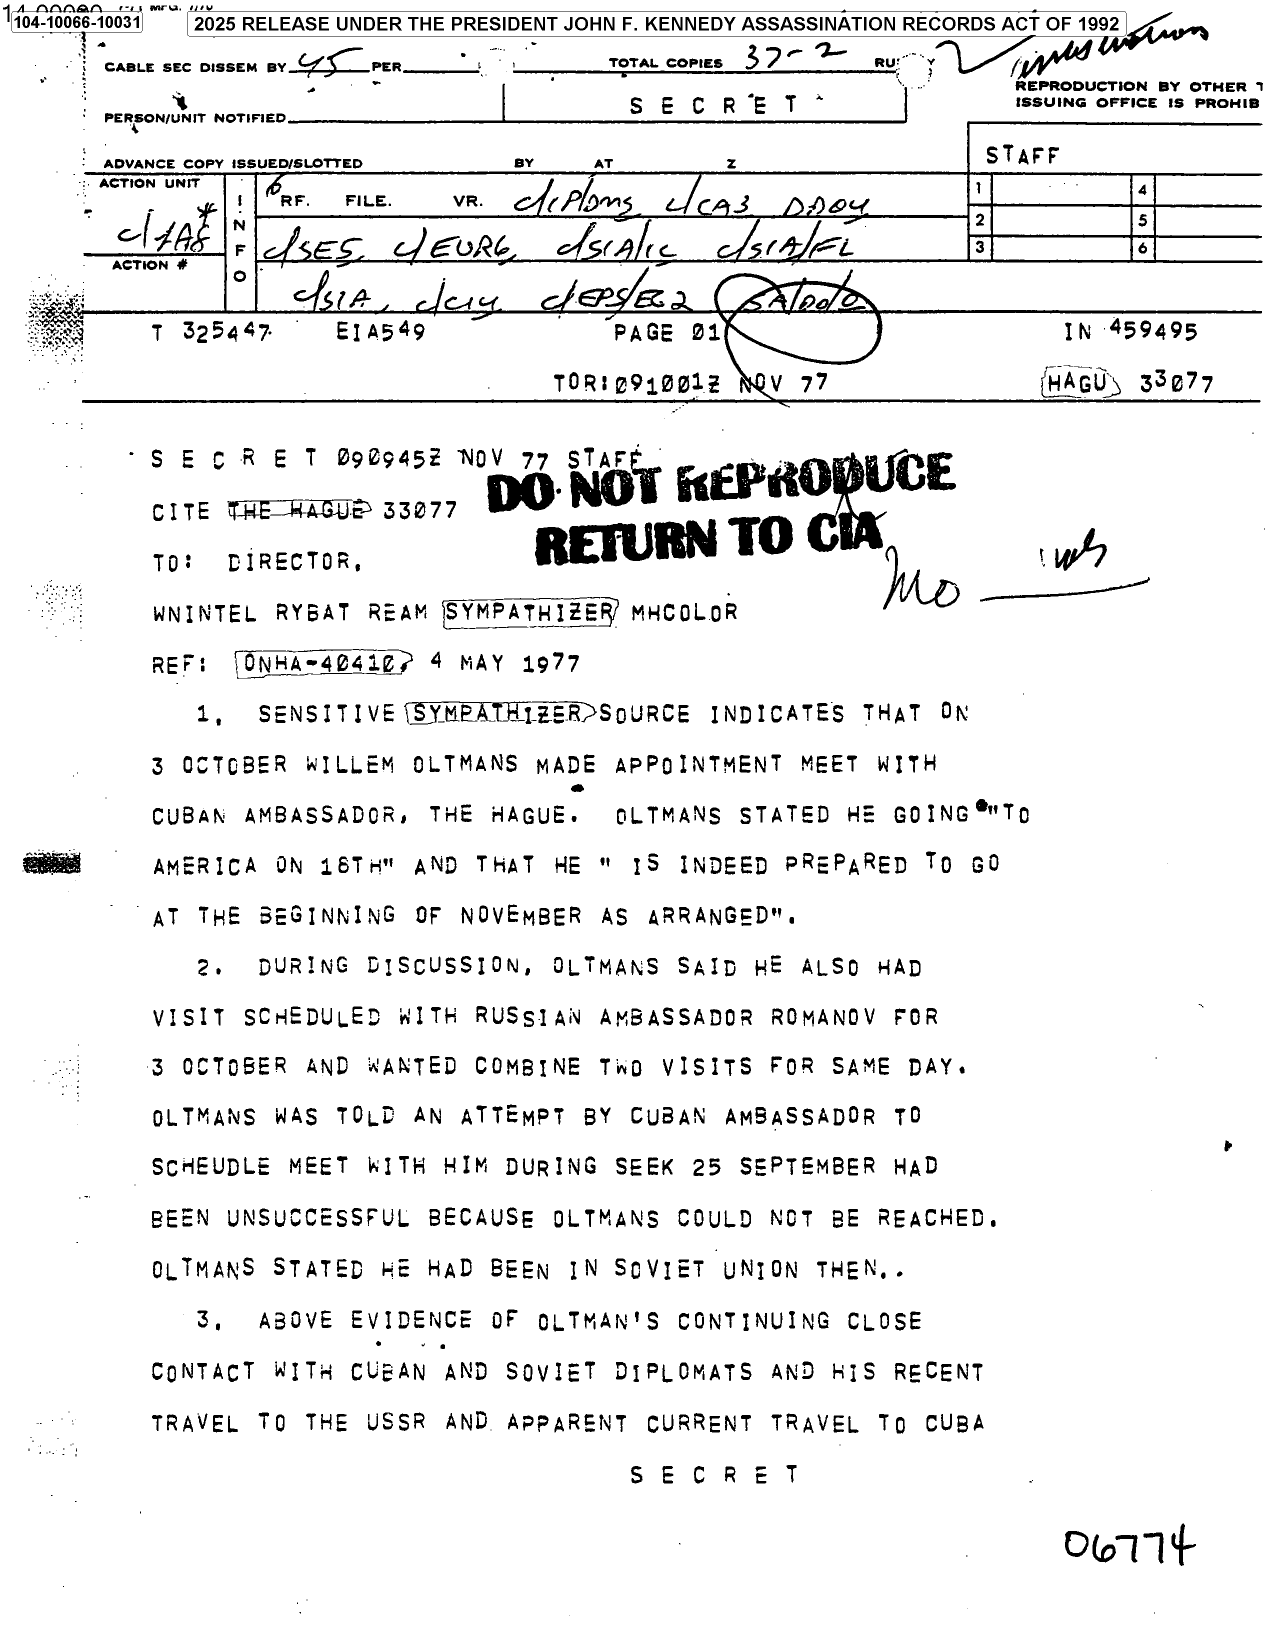 104-10066-10031
2025 RELEASE UNDER THE PRESIDENT JOHN F. KENNEDY ASSASSINATION RECORDS ACT OF 1992
CABLE SEC DISSEM BY 45 PER TOTAL COPIES 37-2
REPRODUCTION BY OTHER
ISSUING OFFICE IS PROHIB
S E C R E T
PERSON/UNIT NOTIFIED
STAFF
ADVANCE COPY ISSUED/SLOTTED BY AT Z
ACTION UNIT
INFO
RF. FILE. VR. c/CAS DDO4
1 4
2 5
3 6
c/SES, c/EUR6, c/SIA/IC c/SIA/FL
ACTION #
c/SIA, c/CI4 c/EPS/EG2 SA/DO/O
T 325447 EIA549 PAGE 01 IN 459495
TOR:091001Z NOV 77 HAGU 33077
S E C R E T 090945Z NOV 77 STAFF
DO NOT REPRODUCE
CITE THE HAGUE 33077
RETURN TO CIA
TO: DIRECTOR.
WNINTEL RYBAT REAM SYMPATHIZER MHCOLOR
REF: ONHA-40410, 4 MAY 1977
1. SENSITIVE SYMPATHIZER SOURCE INDICATES THAT ON
3 OCTOBER WILLEM OLTMANS MADE APPOINTMENT MEET WITH
CUBAN AMBASSADOR, THE HAGUE. OLTMANS STATED HE GOING "TO
AMERICA ON 18TH" AND THAT HE " IS INDEED PREPARED TO GO
AT THE BEGINNING OF NOVEMBER AS ARRANGED".
2. DURING DISCUSSION, OLTMANS SAID HE ALSO HAD
VISIT SCHEDULED WITH RUSSIAN AMBASSADOR ROMANOV FOR
3 OCTOBER AND WANTED COMBINE TWO VISITS FOR SAME DAY.
OLTMANS WAS TOLD AN ATTEMPT BY CUBAN AMBASSADOR TO
SCHEUDLE MEET WITH HIM DURING SEEK 25 SEPTEMBER HAD
BEEN UNSUCCESSFUL BECAUSE OLTMANS COULD NOT BE REACHED.
OLTMANS STATED HE HAD BEEN IN SOVIET UNION THEN..
3. ABOVE EVIDENCE OF OLTMAN'S CONTINUING CLOSE
CONTACT WITH CUBAN AND SOVIET DIPLOMATS AND HIS RECENT
TRAVEL TO THE USSR AND APPARENT CURRENT TRAVEL TO CUBA
S E C R E T
06774